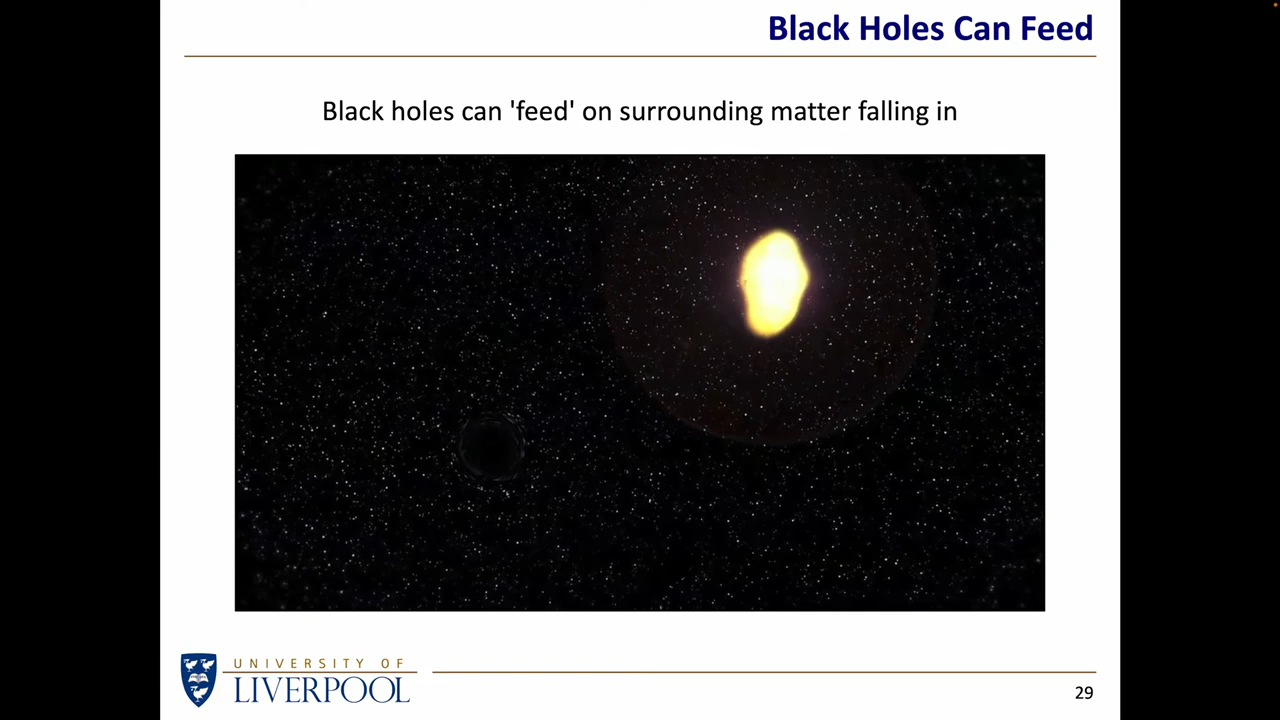 Black Holes Can Feed
Black holes can 'feed' on surrounding matter falling in
UNIVERSITY OF
LIVERPOOL
29